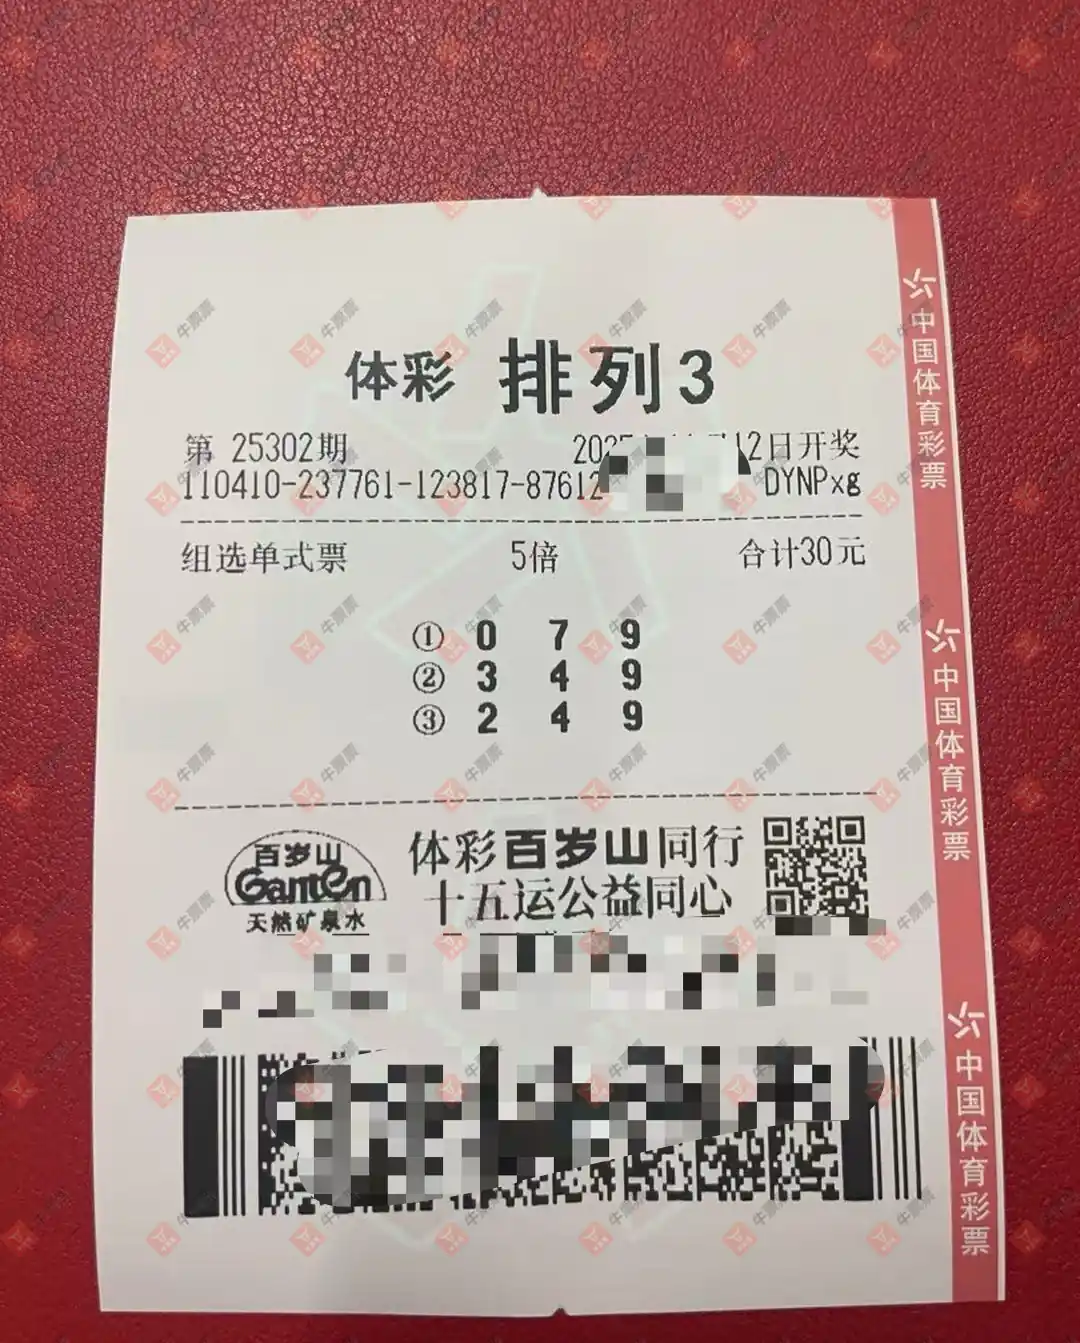 体彩 排列3
第 25302期 2025 12日开奖
110410-237761-123817-87612 DYNPxg
组选单式票 5倍 合计30元
① 0 7 9
② 3 4 9
③ 2 4 9
百岁山
Ganten
天然矿泉水
体彩百岁山同行
十五运公益同心
中国体育彩票
中国体育彩票
中国体育彩票
牛票票